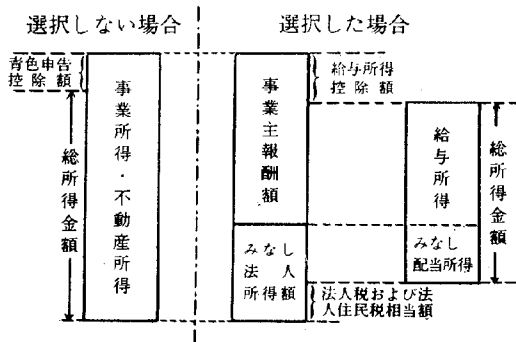 選択しない場合
選択した場合
青色申告
控除額
総所得金額
事業所得・不動産所得
事業主報酬額
みなし
法人
所得額
給与所得
控除額
給与所得
みなし
配当所得
総所得金額
法人税および法
人住民税相当額